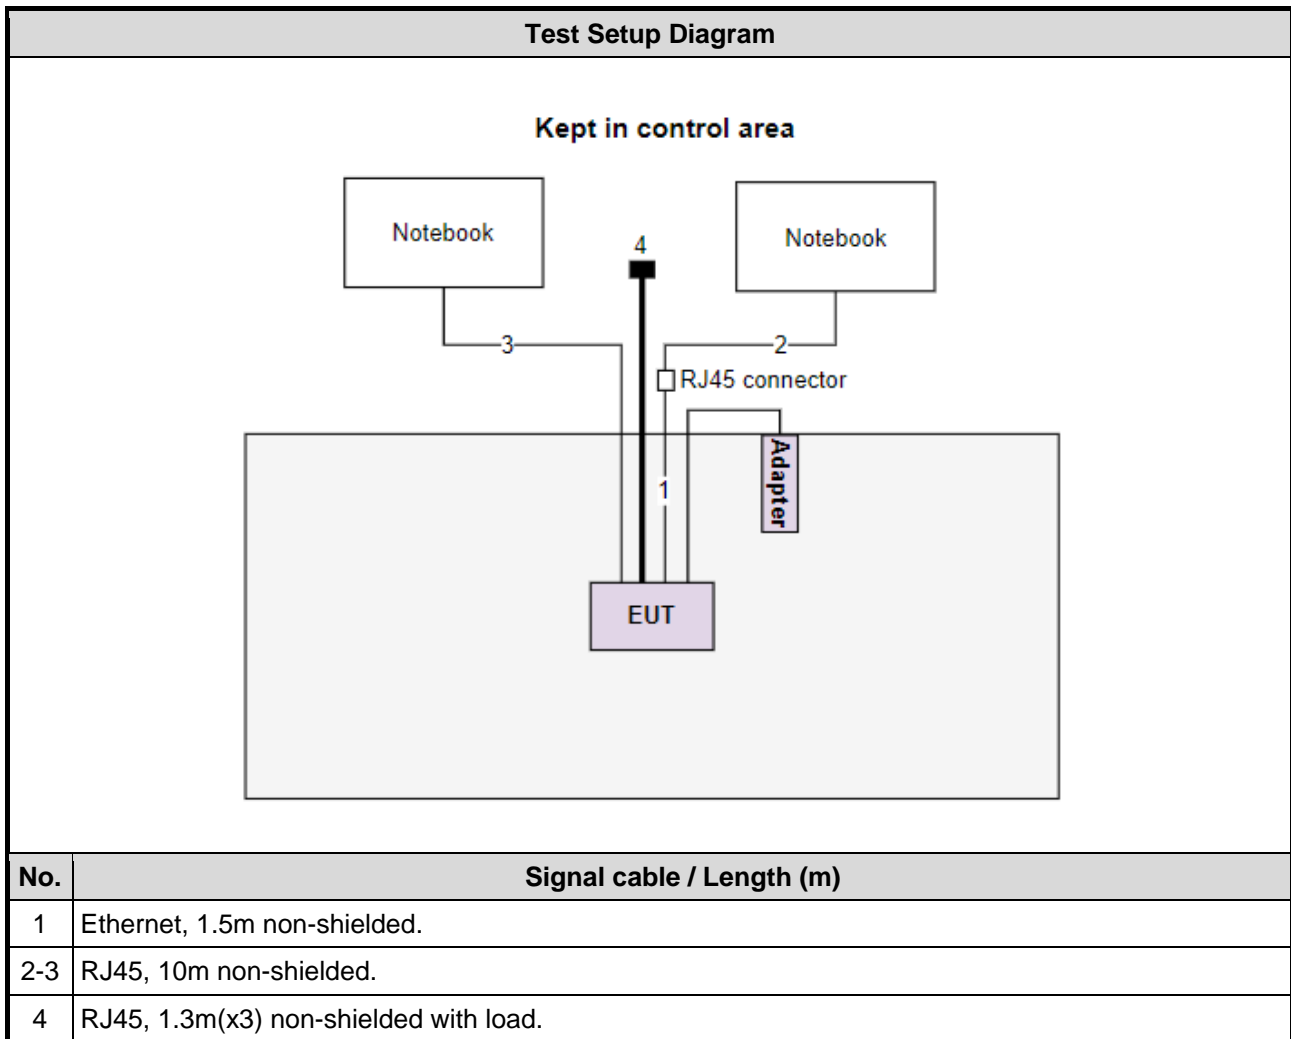 Test Setup Diagram
Kept in control area
Notebook
4
Notebook
3
2
RJ45 connector
Adapter
1
EUT
No. Signal cable / Length (m)
1 Ethernet, 1.5m non-shielded.
2-3 RJ45, 10m non-shielded.
4 RJ45, 1.3m(x3) non-shielded with load.